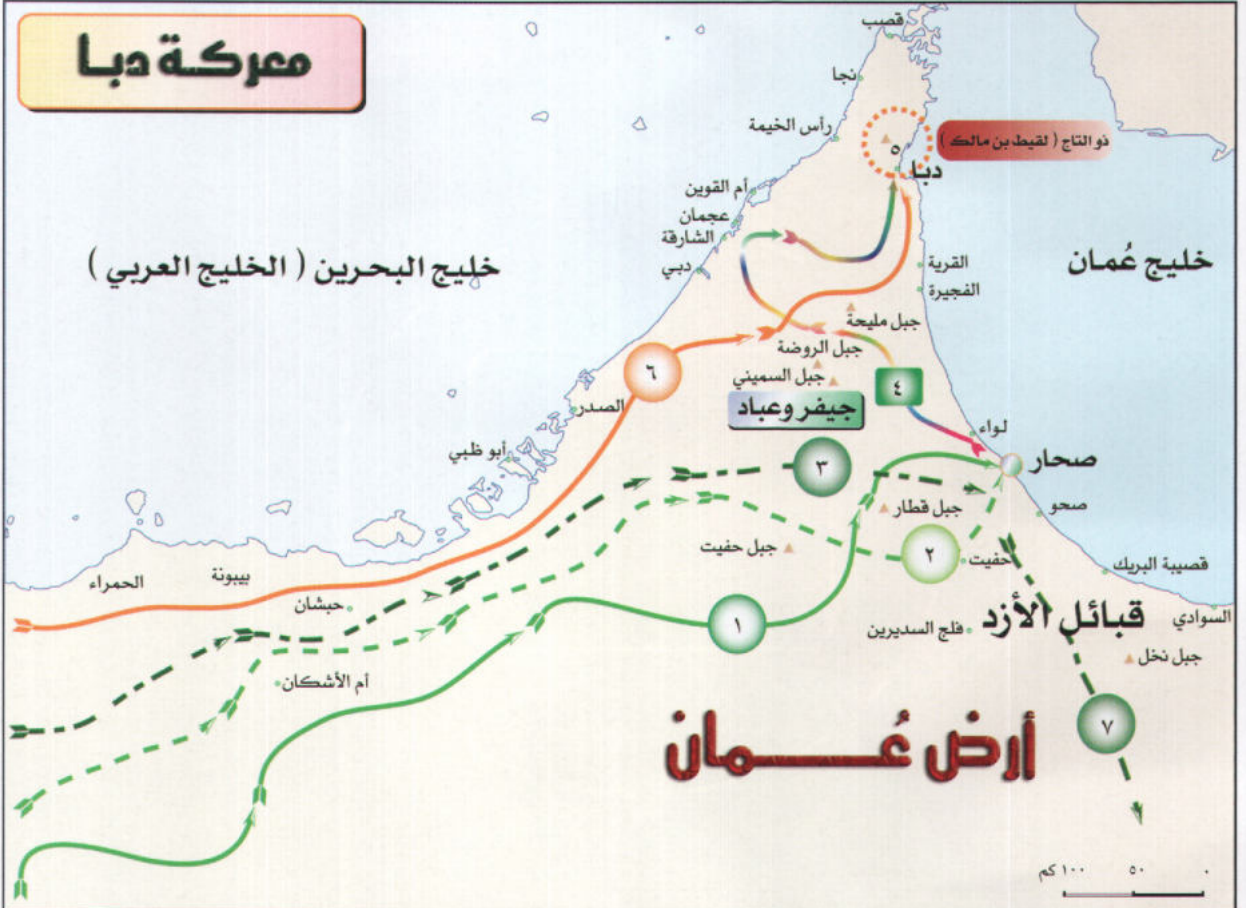 معركة دبا
قصب
نجا
رأس الخيمة
ذو التاج ( لقيط بن مالك )
٥
دبا
أم القوين
عجمان
الشارقة
دبي
خليج البحرين ( الخليج العربي )
خليج عُمان
القرية
الفجيرة
جبل مليحة
جبل الروضة
جبل السميني
٦
٤
جيفر وعباد
الصدر
لواء
أبو ظبي
٣
صحار
جبل قطار
صحو
جبل حفيت
٢
حفيت
قصيبة البريك
الحمراء
بيبونة
حبشان
١
قبائل الأزد
السوادي
فلج السديرين
جبل نخل
أم الأشكان
٧
أرض عُمان
٠
٥٠
١٠٠ كم